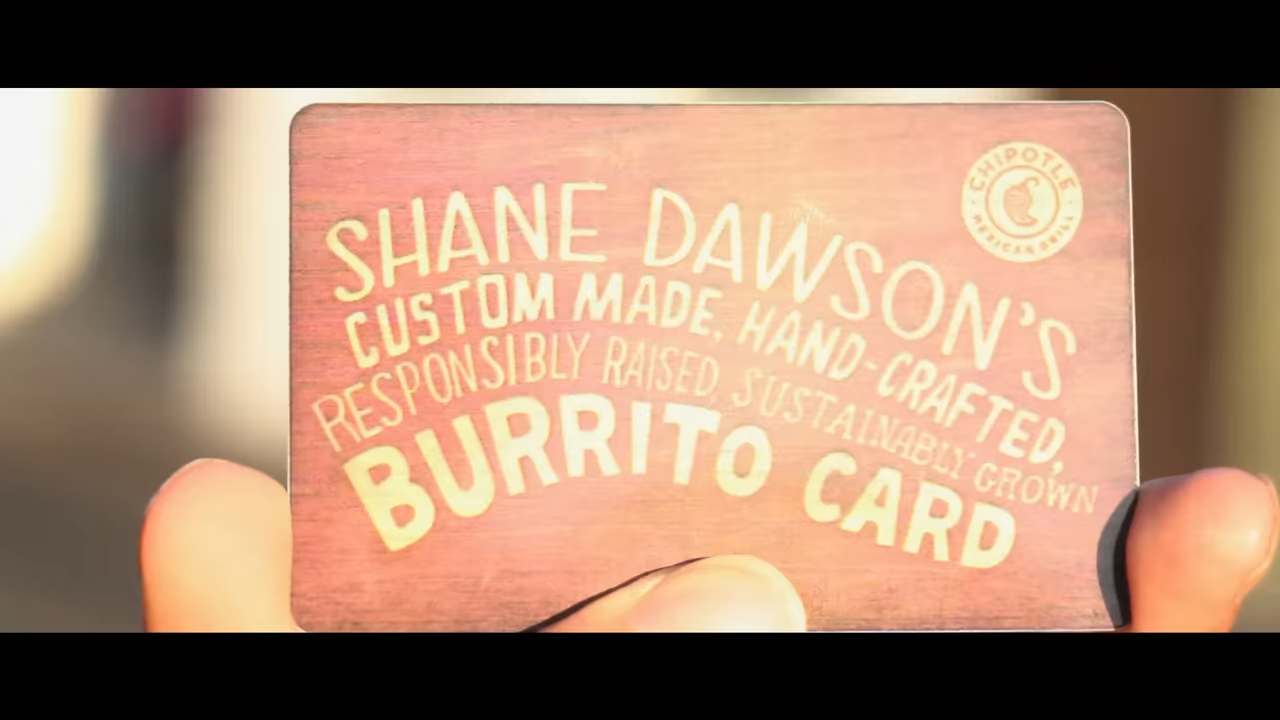 CHIPOTLE
MEXICAN GRILL
SHANE DAWSON'S
CUSTOM MADE, HAND-CRAFTED,
RESPONSIBLY RAISED, SUSTAINABLY GROWN
BURRITO CARD